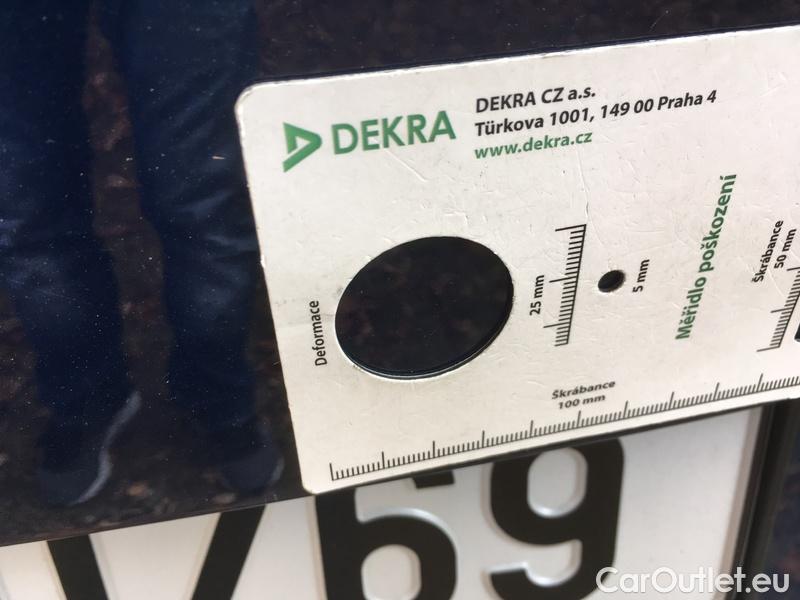 DEKRA
DEKRA CZ a.s.
Türkova 1001, 149 00 Praha 4
www.dekra.cz
Deformace
25 mm
5 mm
Měřidlo poškození
Škrábance
50 mm
Škrábance
100 mm
69
CarOutlet.eu